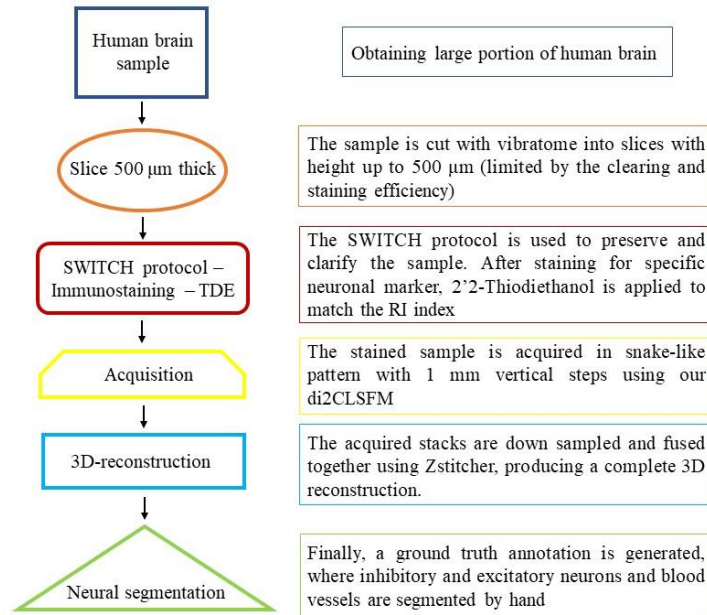 Human brain
sample
Obtaining large portion of human brain
Slice 500 μm thick
The sample is cut with vibratome into slices with
height up to 500 μm (limited by the clearing and
staining efficiency)
SWITCH protocol –
Immunostaining – TDE
The SWITCH protocol is used to preserve and
clarify the sample. After staining for specific
neuronal marker, 2’2-Thiodiethanol is applied to
match the RI index
Acquisition
The stained sample is acquired in snake-like
pattern with 1 mm vertical steps using our
di2CLSFM
3D-reconstruction
The acquired stacks are down sampled and fused
together using Zstitcher, producing a complete 3D
reconstruction.
Neural segmentation
Finally, a ground truth annotation is generated,
where inhibitory and excitatory neurons and blood
vessels are segmented by hand